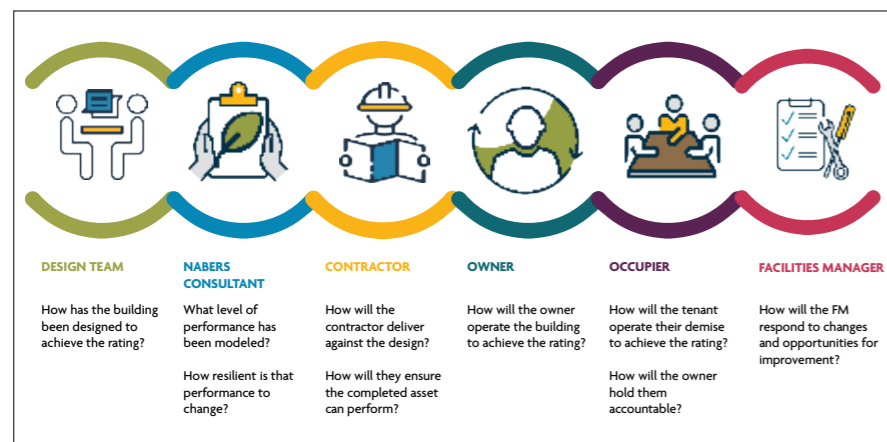 DESIGN TEAM
How has the building
been designed to
achieve the rating?
NABERS
CONSULTANT
What level of
performance has
been modeled?
How resilient is that
performance to
change?
CONTRACTOR
How will the
contractor deliver
against the design?
How will they ensure
the completed asset
can perform?
OWNER
How will the owner
operate the building
to achieve the rating?
OCCUPIER
How will the tenant
operate their demise
to achieve the rating?
How will the owner
hold them
accountable?
FACILITIES MANAGER
How will the FM
respond to changes
and opportunities for
improvement?